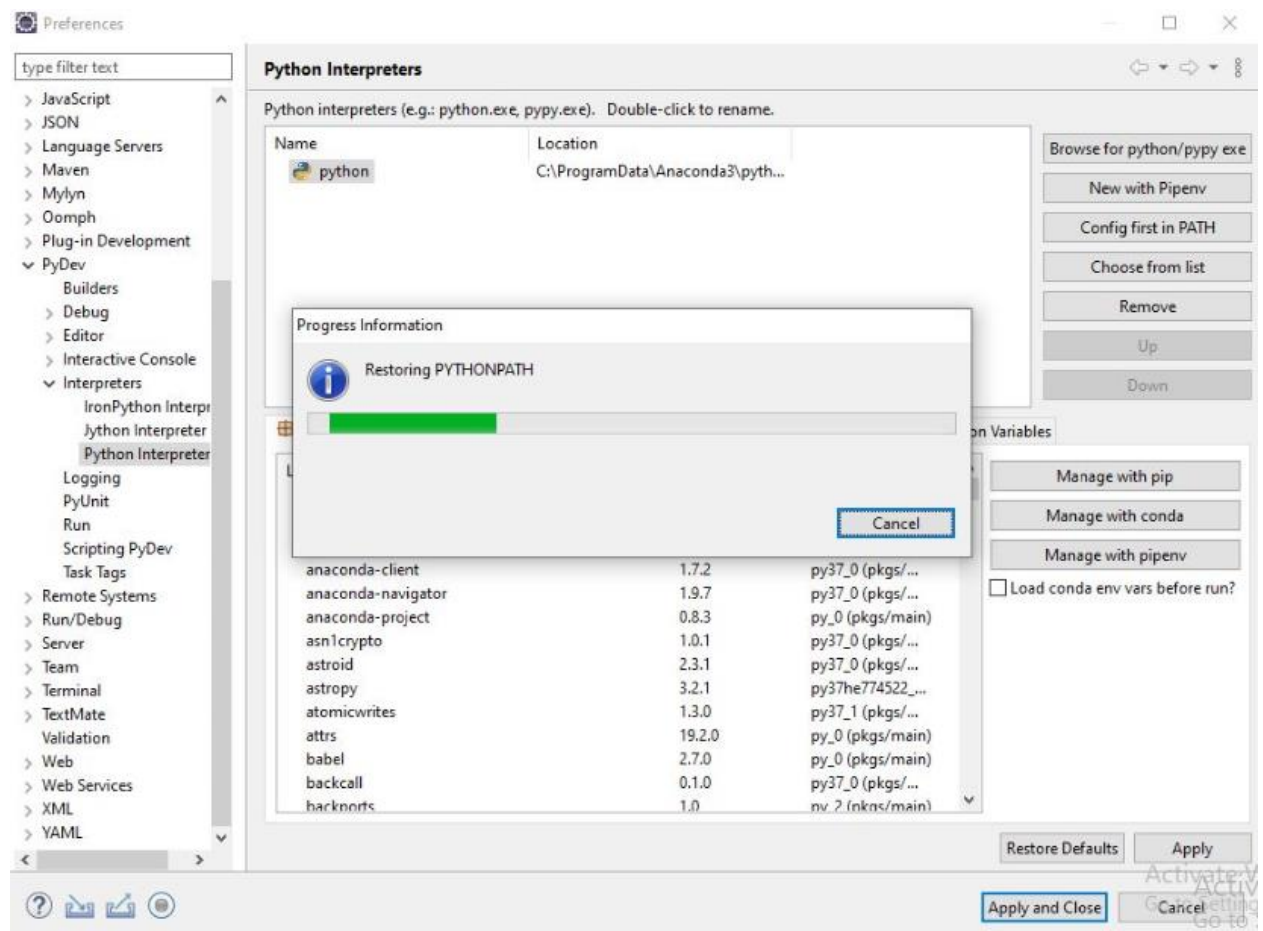 Preferences
type filter text
JavaScript
JSON
Language Servers
Maven
Mylyn
Oomph
Plug-in Development
PyDev
Builders
Debug
Editor
Interactive Console
Interpreters
IronPython Interpr
Jython Interpreter
Python Interpreter
Logging
PyUnit
Run
Scripting PyDev
Task Tags
Remote Systems
Run/Debug
Server
Team
Terminal
TextMate
Validation
Web
Web Services
XML
YAML
Python Interpreters
Python interpreters (e.g.: python.exe, pypy.exe). Double-click to rename.
Name Location
python C:\ProgramData\Anaconda3\pyth...
Browse for python/pypy exe
New with Pipenv
Config first in PATH
Choose from list
Remove
Up
Down
Progress Information
Restoring PYTHONPATH
Cancel
Variables
anaconda-client 1.7.2 py37_0 (pkgs/...
anaconda-navigator 1.9.7 py37_0 (pkgs/...
anaconda-project 0.8.3 py_0 (pkgs/main)
asn1crypto 1.0.1 py37_0 (pkgs/...
astroid 2.3.1 py37_0 (pkgs/...
astropy 3.2.1 py37he774522_...
atomicwrites 1.3.0 py37_1 (pkgs/...
attrs 19.2.0 py_0 (pkgs/main)
babel 2.7.0 py_0 (pkgs/main)
backcall 0.1.0 py37_0 (pkgs/...
backports 1.0 py_2 (pkgs/main)
Manage with pip
Manage with conda
Manage with pipenv
Load conda env vars before run?
Restore Defaults Apply
Apply and Close Cancel